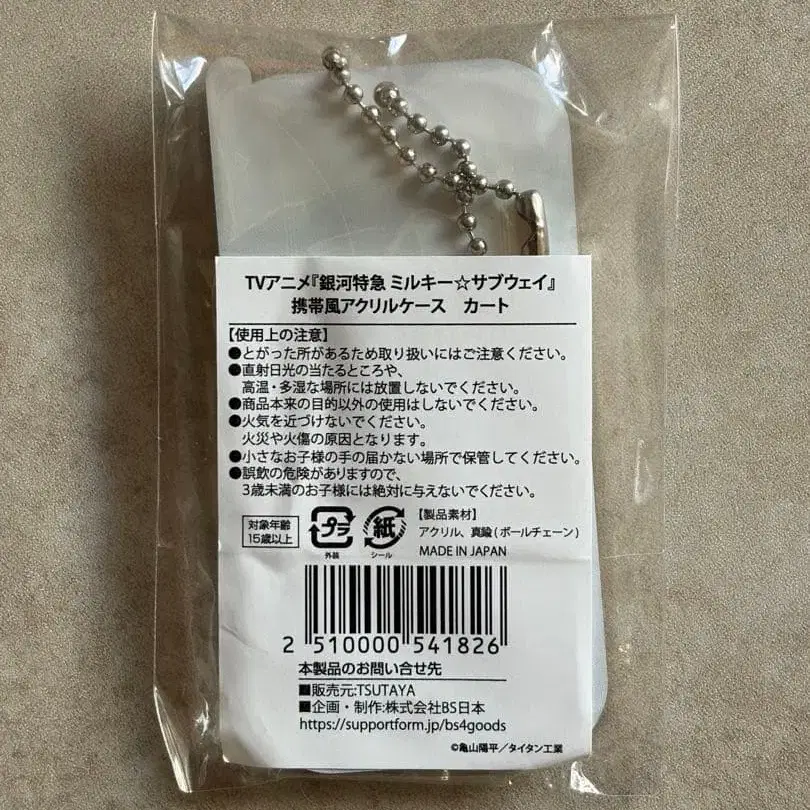 TVアニメ『銀河特急 ミルキー☆サブウェイ』
携帯風アクリルケース　カート
【使用上の注意】
●とがった所があるため取り扱いにはご注意ください。
●直射日光の当たるところや、
高温・多湿な場所には放置しないでください。
●商品本来の目的以外の使用はしないでください。
●火気を近づけないでください。
火災や火傷の原因となります。
●小さなお子様の手の届かない場所で保管してください。
●誤飲の危険がありますので、
3歳未満のお子様には絶対に与えないでください。
対象年齢
15歳以上
プラ
外装
紙
シール
【製品素材】
アクリル、真鍮(ボールチェーン)
MADE IN JAPAN
2 510000 541826
本製品のお問い合せ先
■販売元:TSUTAYA
■企画・制作:株式会社BS日本
https://supportform.jp/bs4goods
©亀山陽平／タイタン工業